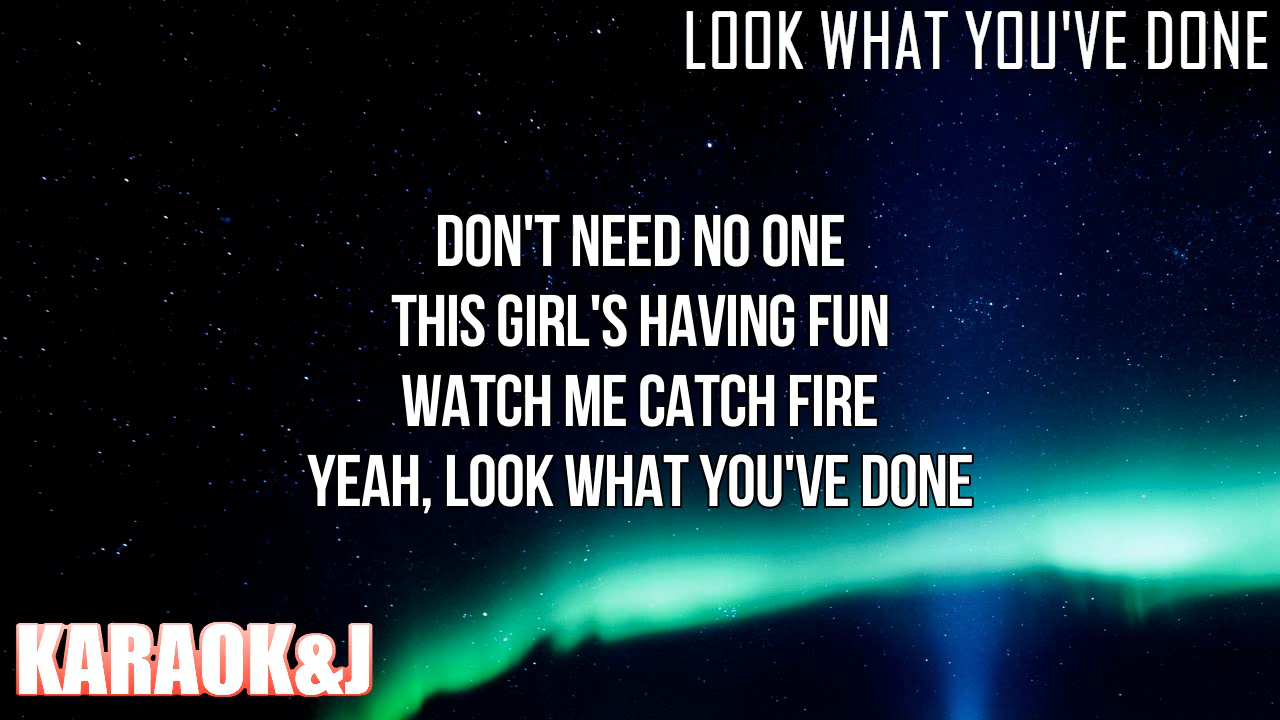 LOOK WHAT YOU'VE DONE
DON'T NEED NO ONE
THIS GIRL'S HAVING FUN
WATCH ME CATCH FIRE
YEAH, LOOK WHAT YOU'VE DONE
KARAOK&J